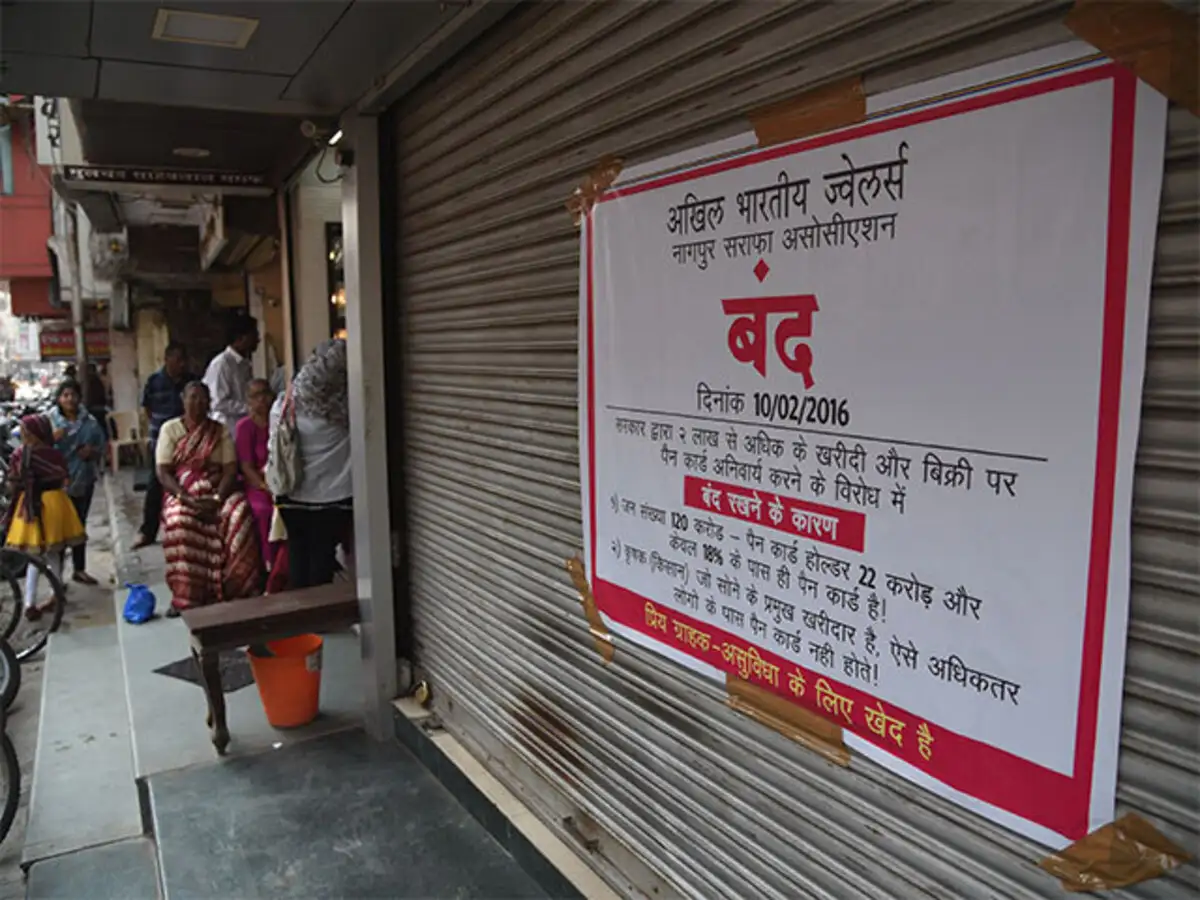 अखिल भारतीय ज्वेलर्स
नागपुर सराफा असोसीएशन
बंद
दिनांक 10/02/2016
सरकार द्वारा २ लाख से अधिक के खरीदी और बिक्री पर
पैन कार्ड अनिवार्य करने के विरोध में
बंद रखने के कारण
१) जन संख्या 120 करोड – पैन कार्ड होल्डर 22 करोड़ और
केवल 18% के पास ही पैन कार्ड है!
२) कृषक (किसान) जो सोने के प्रमुख खरीदार है, ऐसे अधिकतर
लोगो के पास पैन कार्ड नही होते!
प्रिय ग्राहक-असुविधा के लिए खेद है